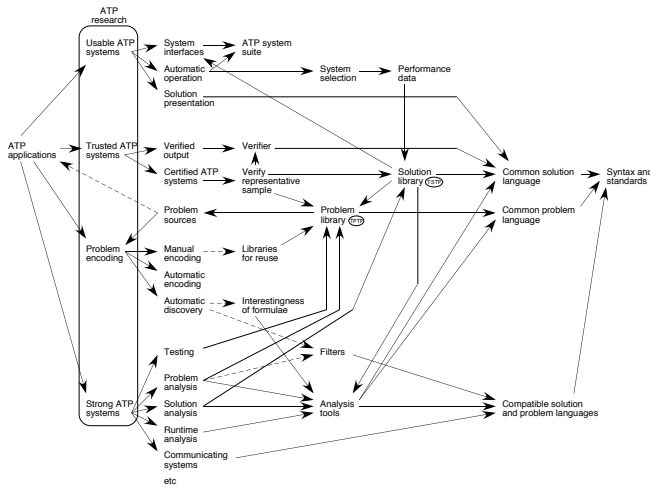 ATP
research
Usable ATP
systems
System
interfaces
ATP system
suite
Automatic
operation
System
selection
Performance
data
Solution
presentation
ATP
applications
Trusted ATP
systems
Verified
output
Verifier
Certified ATP
systems
Verify
representative
sample
Solution
library
TSTP
Common solution
language
Syntax and
standards
Problem
sources
Problem
library
TPTP
Common problem
language
Problem
encoding
Manual
encoding
Libraries
for reuse
Automatic
encoding
Automatic
discovery
Interestingness
of formulae
Testing
Filters
Problem
analysis
Strong ATP
systems
Solution
analysis
Analysis
tools
Compatible solution
and problem languages
Runtime
analysis
Communicating
systems
etc